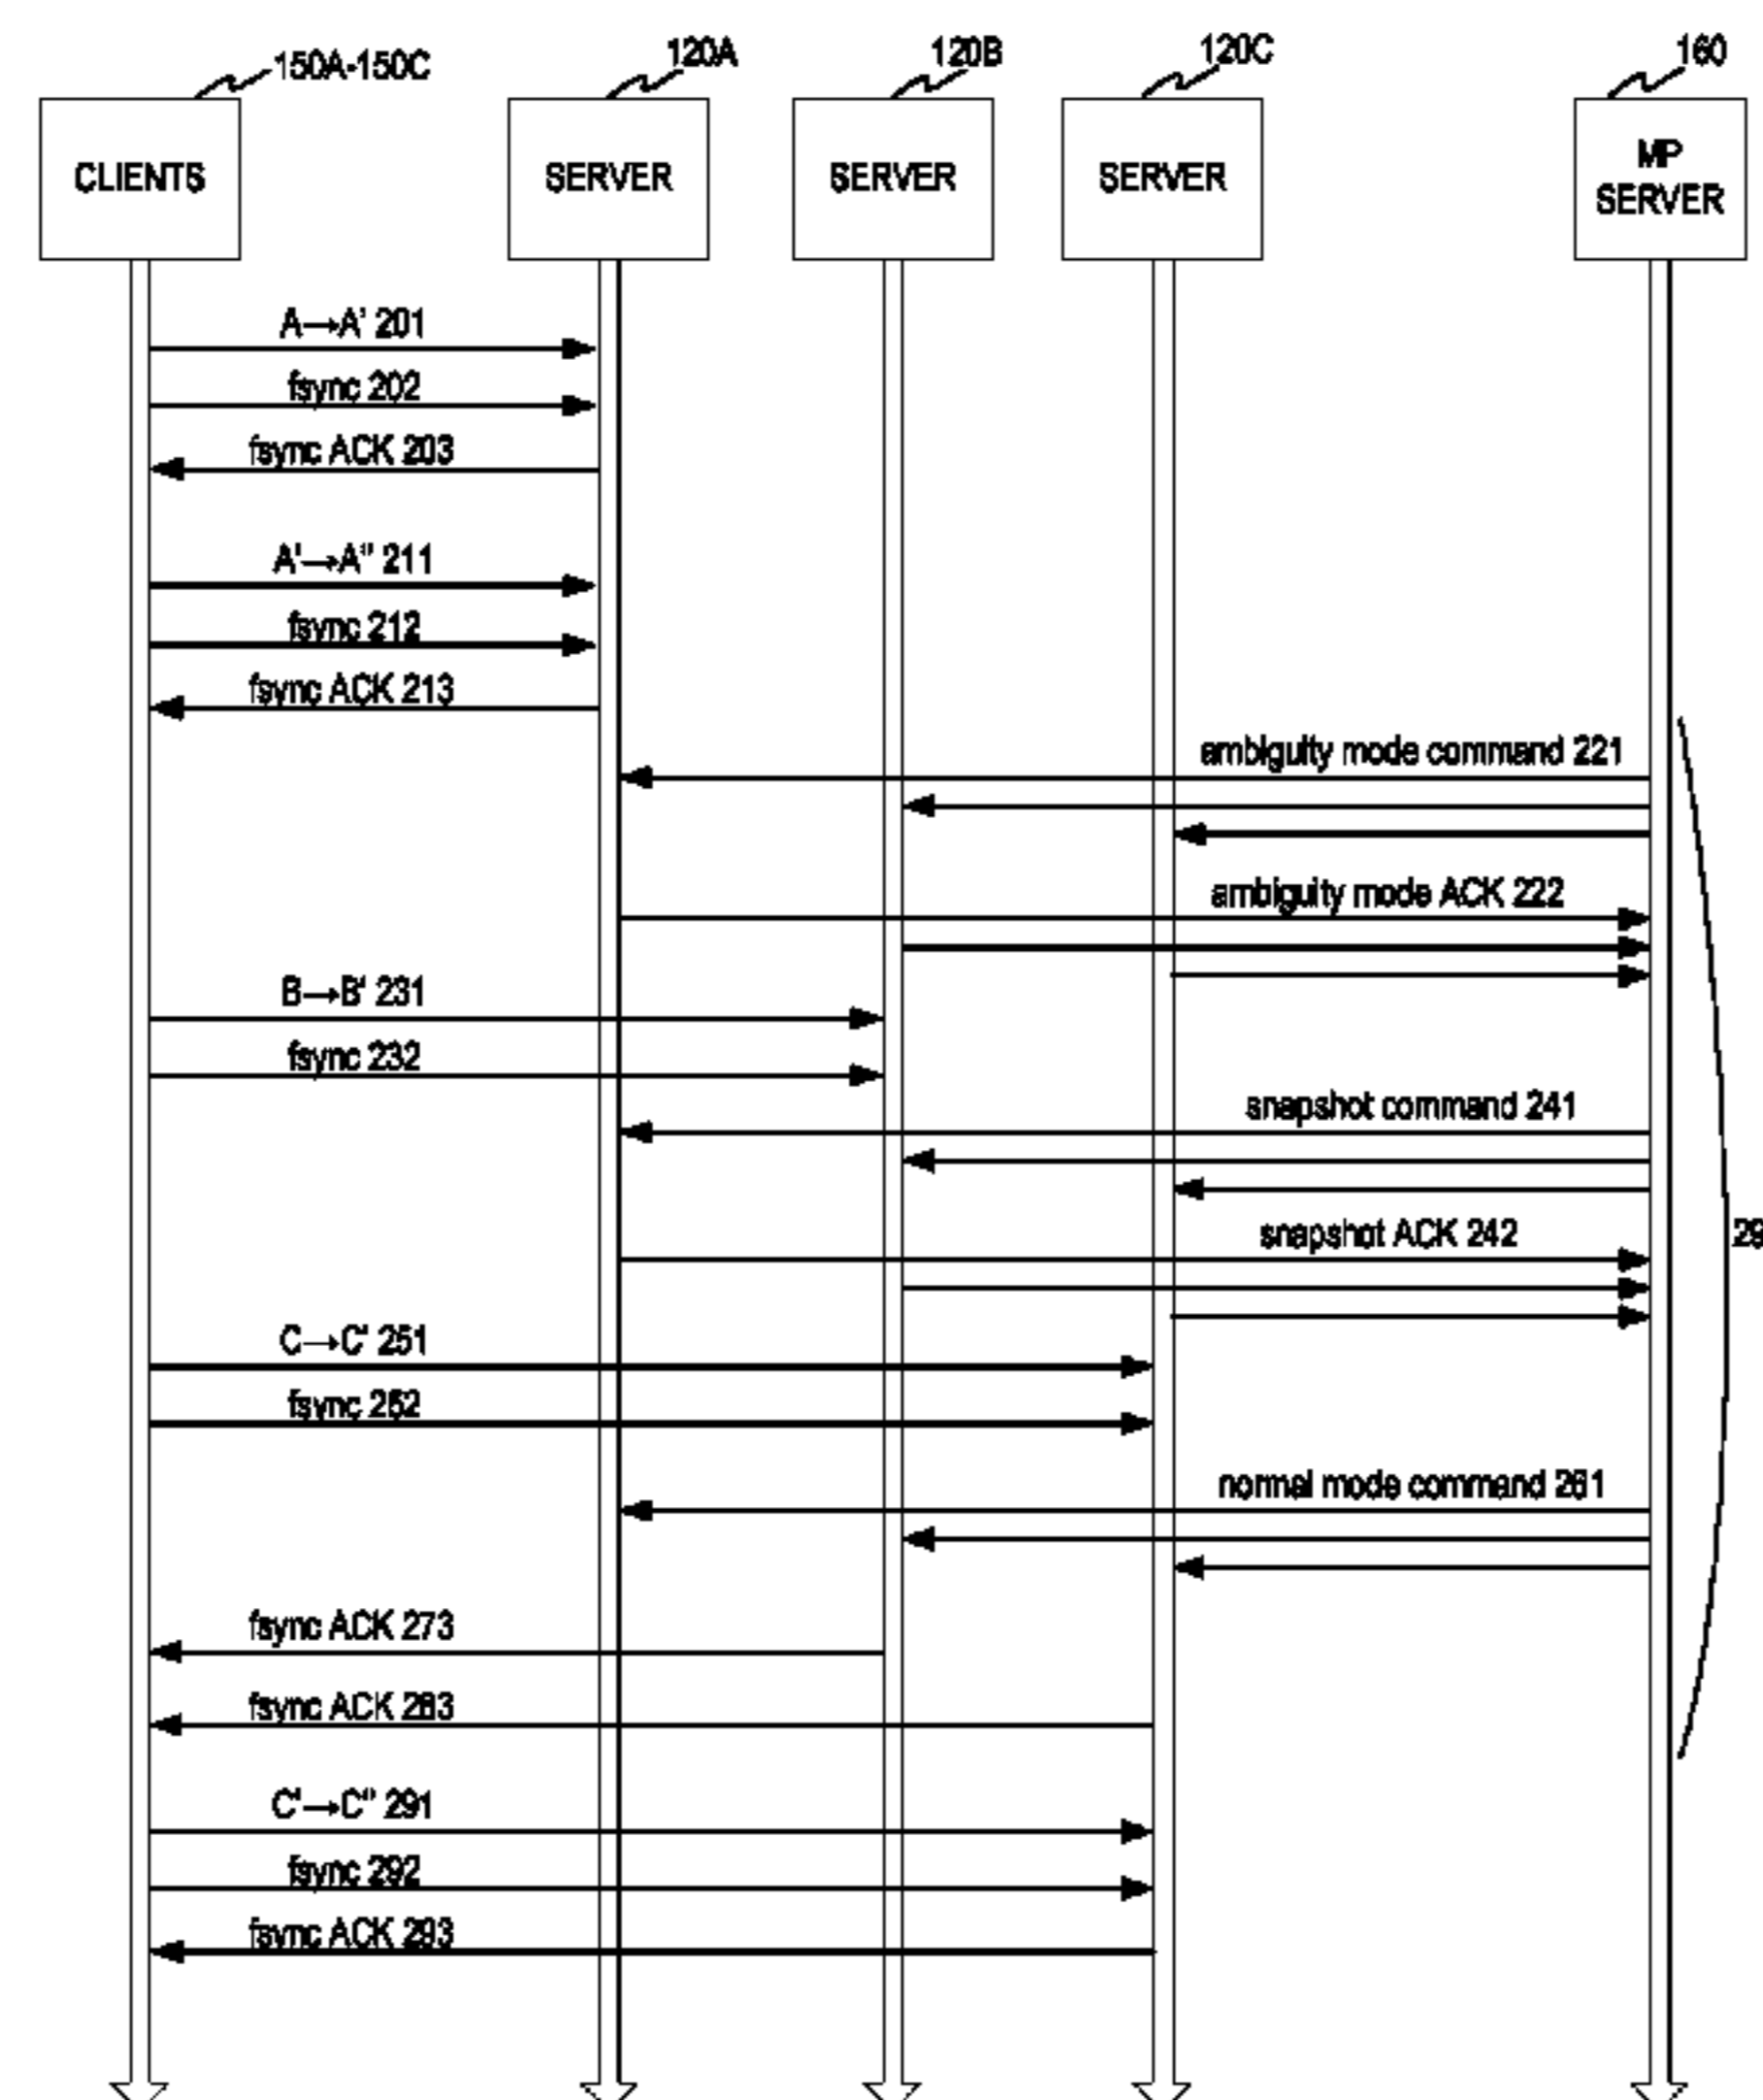 150A-150C
120A
120B
120C
160
CLIENTS
SERVER
SERVER
SERVER
MP
SERVER
A→A' 201
fsync 202
fsync ACK 203
A'→A'' 211
fsync 212
fsync ACK 213
ambiguity mode command 221
ambiguity mode ACK 222
B→B' 231
fsync 232
snapshot command 241
snapshot ACK 242
29
C→C' 251
fsync 252
normal mode command 261
fsync ACK 273
fsync ACK 283
C'→C'' 291
fsync 292
fsync ACK 293